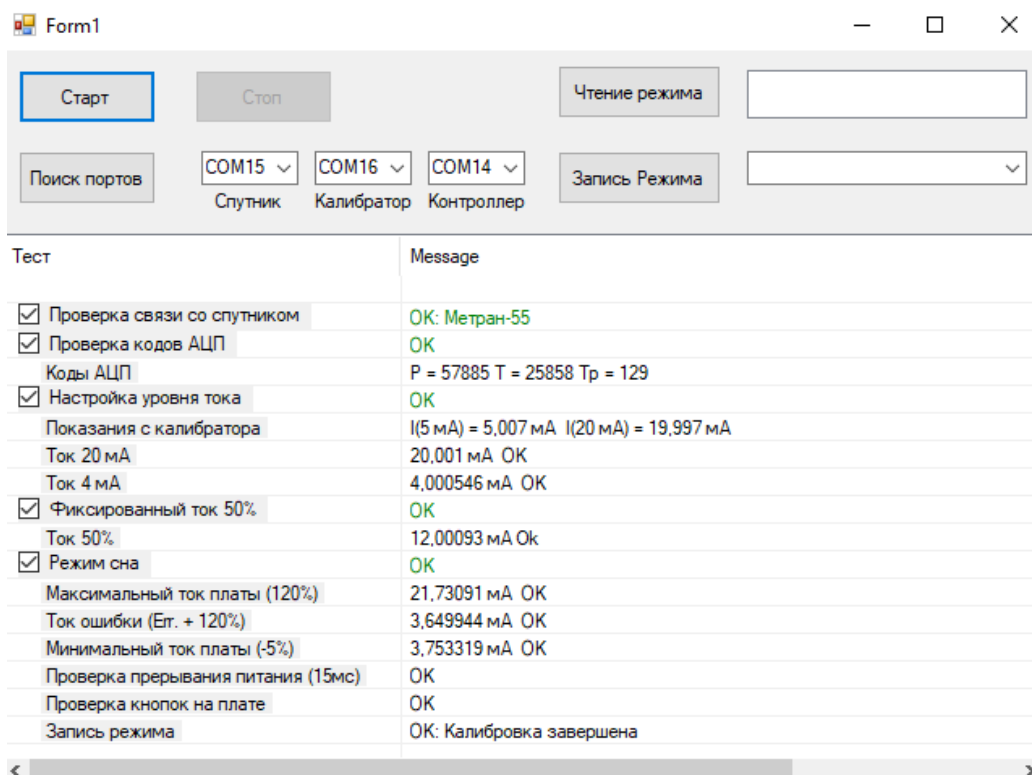 Form1
Старт
Стоп
Чтение режима
Поиск портов
COM15 COM16 COM14
Запись Режима
Спутник Калибратор Контроллер
Тест Message
Проверка связи со спутником OK: Метран-55
Проверка кодов АЦП OK
Коды АЦП P = 57885 T = 25858 Tp = 129
Настройка уровня тока OK
Показания с калибратора I(5 мА) = 5,007 мА I(20 мА) = 19,997 мА
Ток 20 мА 20,001 мА OK
Ток 4 мА 4,000546 мА OK
Фиксированный ток 50% OK
Ток 50% 12,00093 мА Ok
Режим сна OK
Максимальный ток платы (120%) 21,73091 мА OK
Ток ошибки (Err. + 120%) 3,649944 мА OK
Минимальный ток платы (-5%) 3,753319 мА OK
Проверка прерывания питания (15мс) OK
Проверка кнопок на плате OK
Запись режима OK: Калибровка завершена